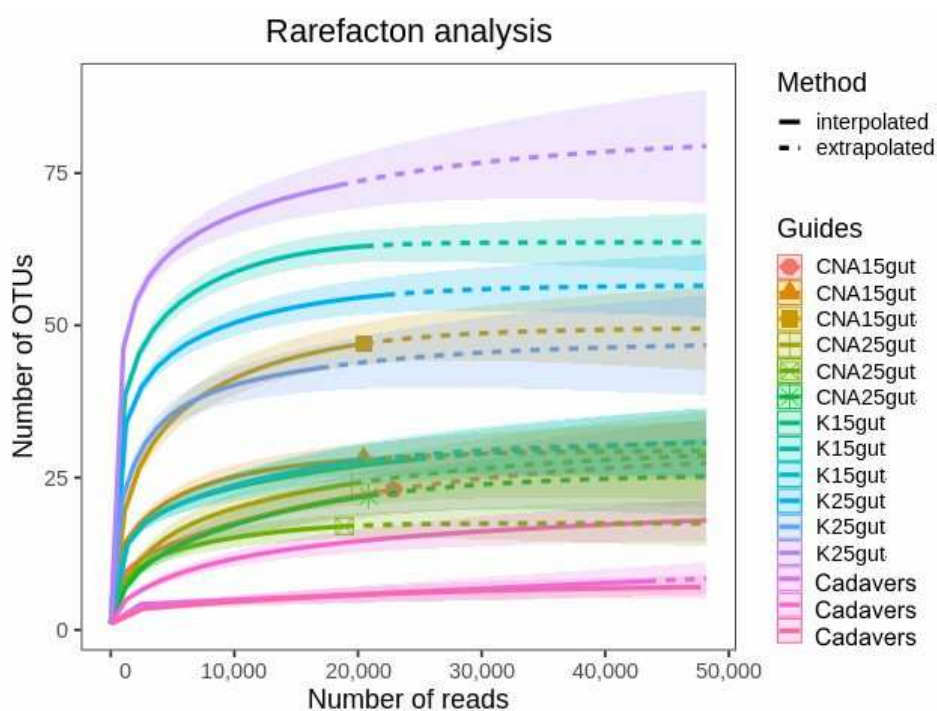 Rarefacton analysis
Number of OTUs
75
50
25
0
0
10,000
20,000
30,000
40,000
50,000
Number of reads
Method
interpolated
extrapolated
Guides
CNA15gut
CNA15gut
CNA15gut
CNA25gut
CNA25gut
CNA25gut
K15gut
K15gut
K15gut
K25gut
K25gut
K25gut
Cadavers
Cadavers
Cadavers